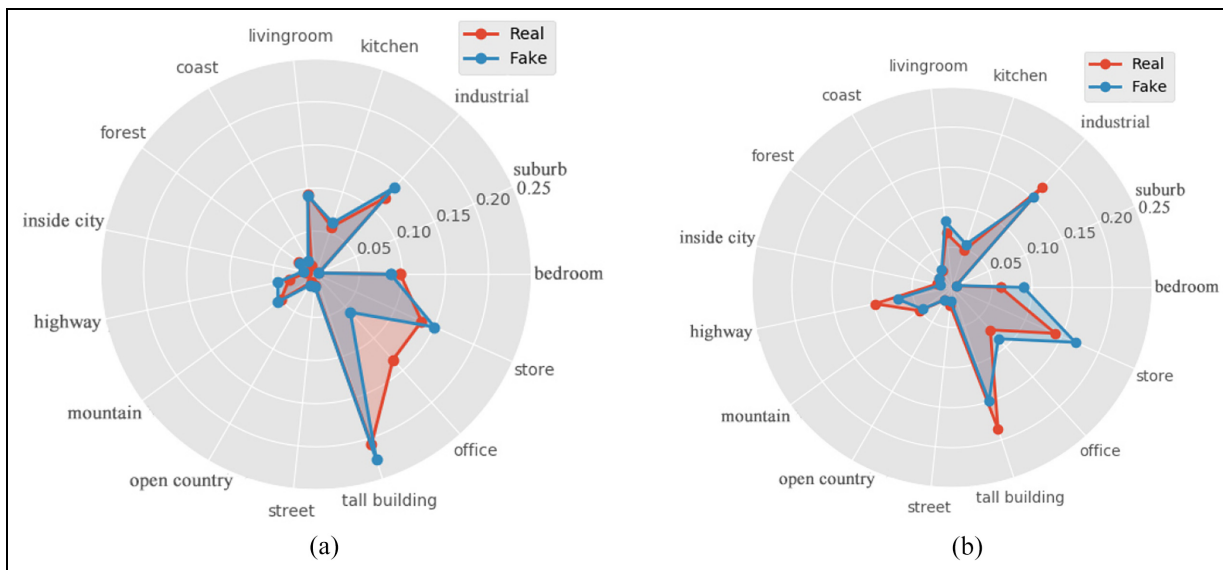 livingroom
kitchen
coast
industrial
forest
suburb
0.25
0.20
0.15
0.10
0.05
inside city
bedroom
highway
store
mountain
office
open country
tall building
street
Real
Fake
(a)
livingroom
kitchen
coast
industrial
forest
suburb
0.25
0.20
0.15
0.10
0.05
inside city
bedroom
highway
store
mountain
office
open country
tall building
street
Real
Fake
(b)